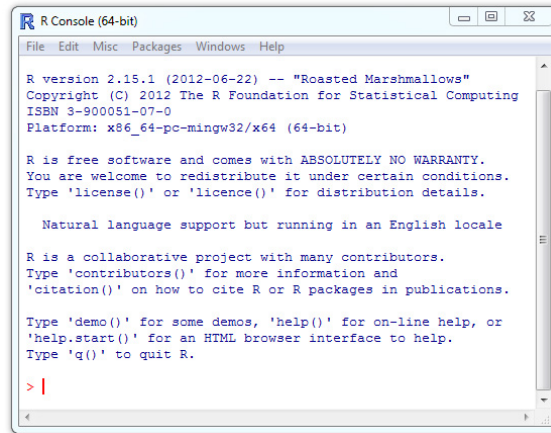 R Console (64-bit)
File Edit Misc Packages Windows Help
R version 2.15.1 (2012-06-22) -- "Roasted Marshmallows"
Copyright (C) 2012 The R Foundation for Statistical Computing
ISBN 3-900051-07-0
Platform: x86_64-pc-mingw32/x64 (64-bit)
R is free software and comes with ABSOLUTELY NO WARRANTY.
You are welcome to redistribute it under certain conditions.
Type 'license()' or 'licence()' for distribution details.
Natural language support but running in an English locale
R is a collaborative project with many contributors.
Type 'contributors()' for more information and
'citation()' on how to cite R or R packages in publications.
Type 'demo()' for some demos, 'help()' for on-line help, or
'help.start()' for an HTML browser interface to help.
Type 'q()' to quit R.
>